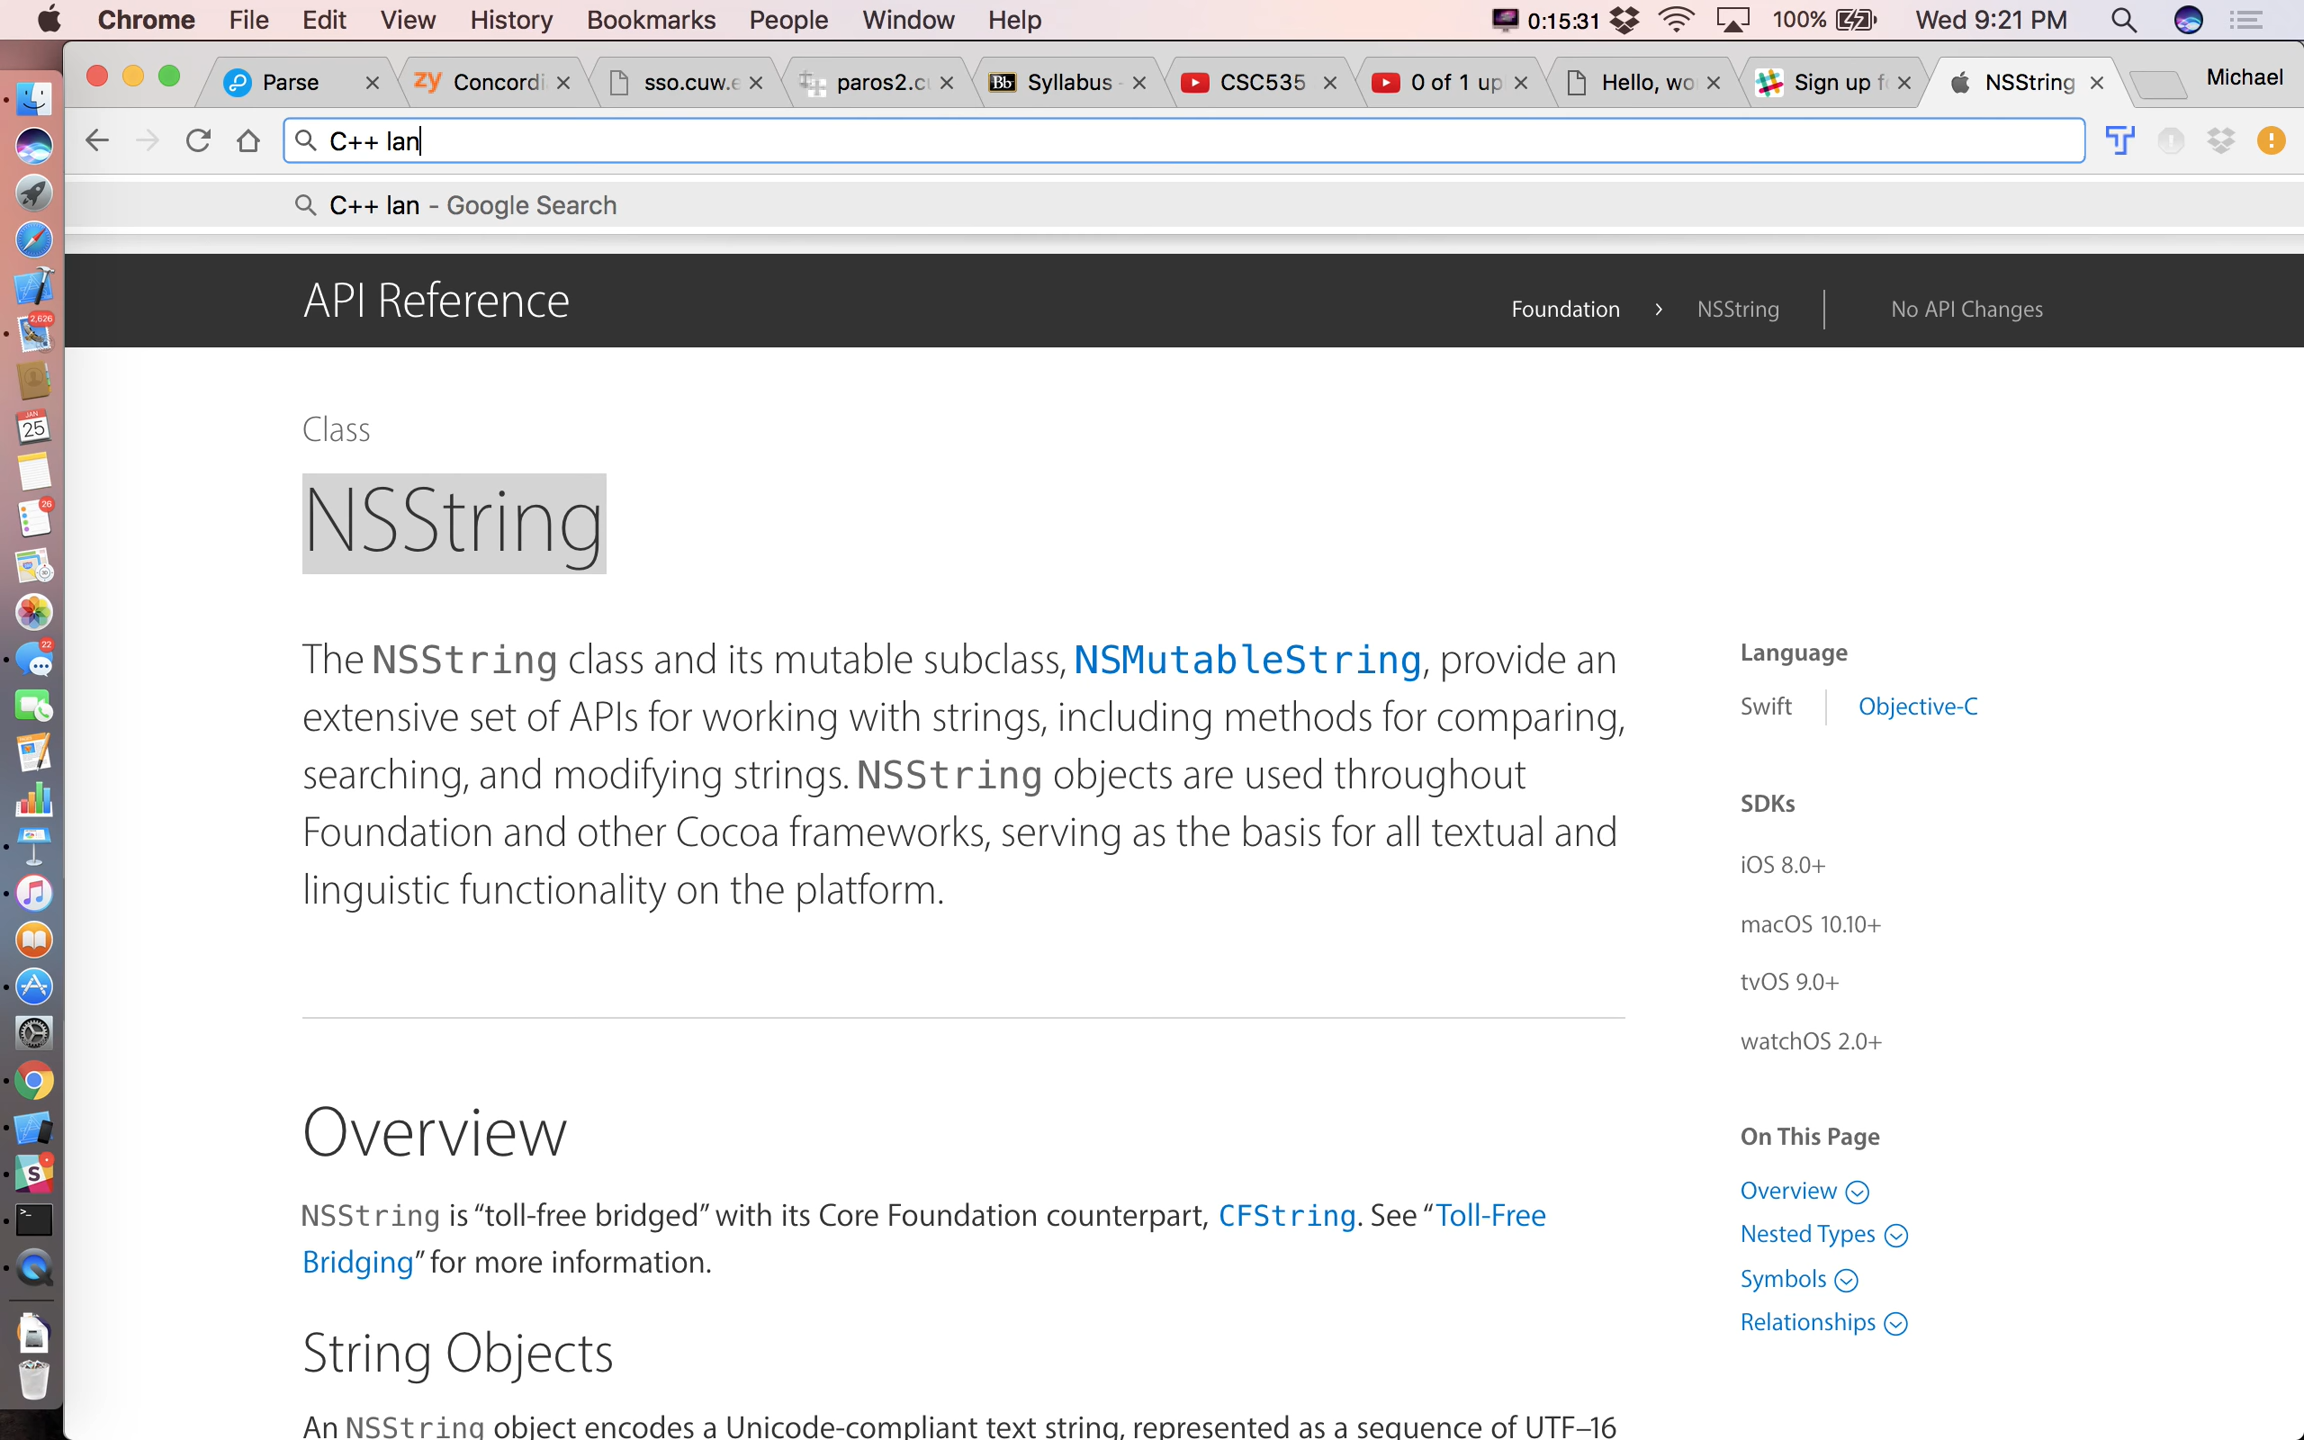 Chrome File Edit View History Bookmarks People Window Help 0:15:31 100% Wed 9:21 PM
Parse Concordi sso.cuw.e paros2.c Syllabus - CSC535 0 of 1 up Hello, wo Sign up f NSString Michael
C++ lan
C++ lan - Google Search
API Reference
Foundation > NSString No API Changes
Class
NSString
The NSString class and its mutable subclass, NSMutableString, provide an
extensive set of APIs for working with strings, including methods for comparing,
searching, and modifying strings. NSString objects are used throughout
Foundation and other Cocoa frameworks, serving as the basis for all textual and
linguistic functionality on the platform.
Language
Swift Objective-C
SDKs
iOS 8.0+
macOS 10.10+
tvOS 9.0+
watchOS 2.0+
On This Page
Overview
Nested Types
Symbols
Relationships
Overview
NSString is “toll-free bridged” with its Core Foundation counterpart, CFString. See “Toll-Free
Bridging” for more information.
String Objects
An NSString object encodes a Unicode-compliant text string, represented as a sequence of UTF–16
2,626
JAN
25
26
22